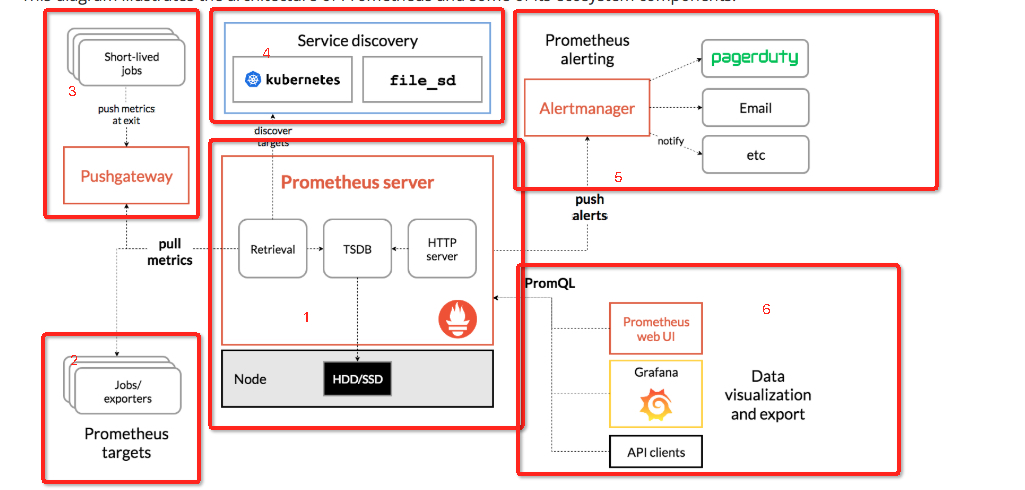 This diagram illustrates the architecture of Prometheus and some of its ecosystem components:
Short-lived
jobs
3
push metrics
at exit
Pushgateway
Service discovery
4
kubernetes
file_sd
discover
targets
Prometheus
alerting
pagerduty
Alertmanager
Email
notify
etc
5
push
alerts
Prometheus server
pull
metrics
Retrieval
TSDB
HTTP
server
1
Node
HDD/SSD
2
Jobs/
exporters
Prometheus
targets
PromQL
6
Prometheus
web UI
Grafana
Data
visualization
and export
API clients